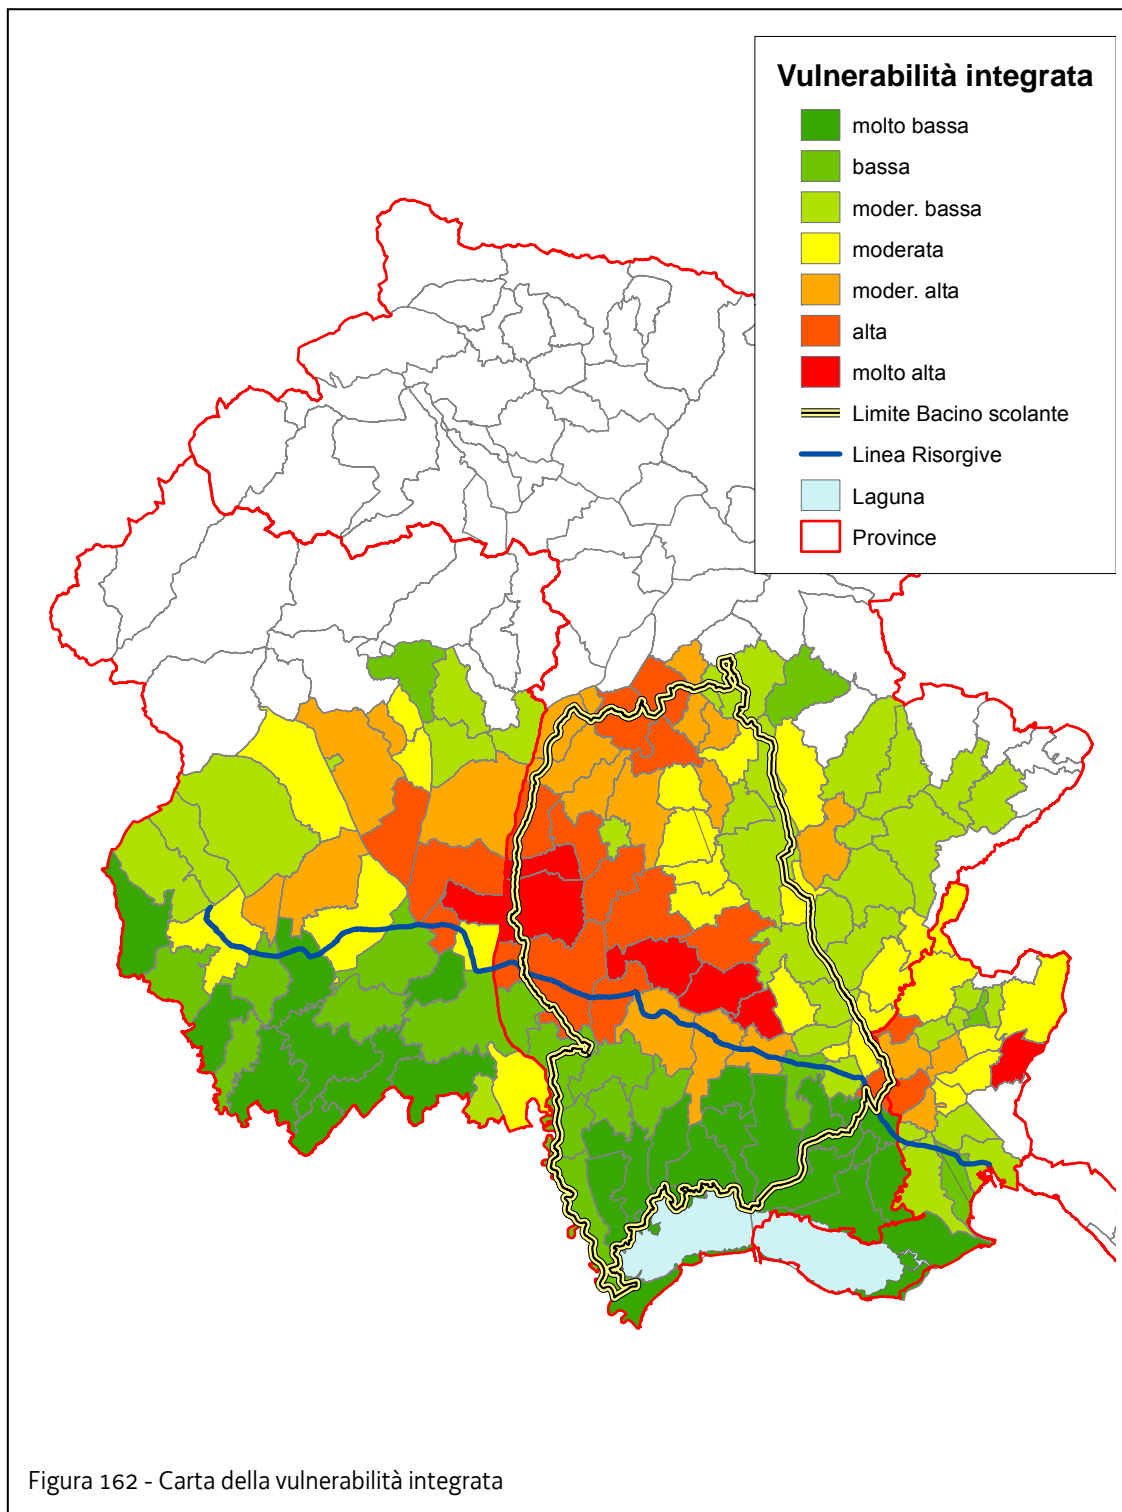 Vulnerabilità integrata
molto bassa
bassa
moder. bassa
moderata
moder. alta
alta
molto alta
Limite Bacino scolante
Linea Risorgive
Laguna
Province
Figura 162 - Carta della vulnerabilità integrata